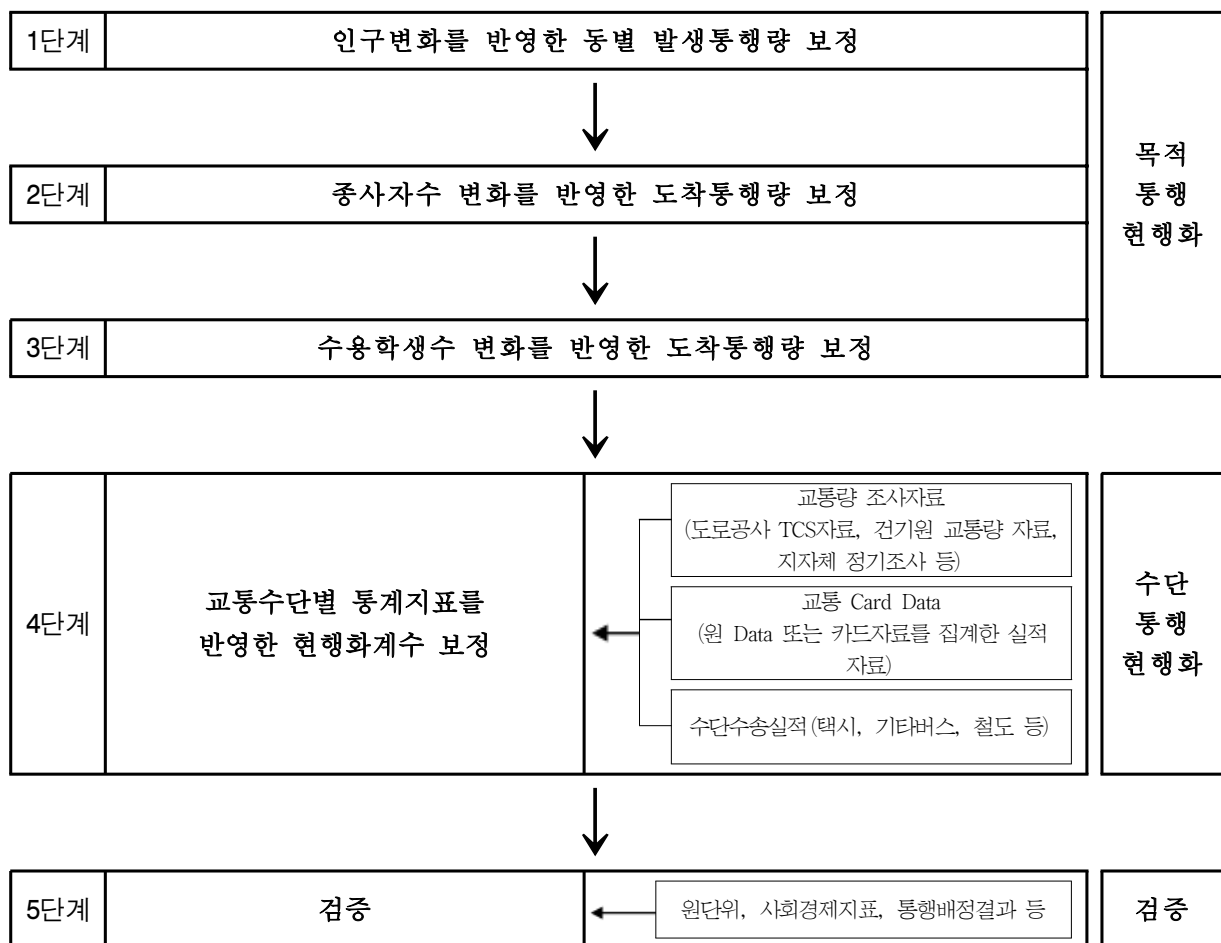 1단계
인구변화를 반영한 동별 발생통행량 보정
2단계
종사자수 변화를 반영한 도착통행량 보정
3단계
수용학생수 변화를 반영한 도착통행량 보정
목적
통행
현행화
4단계
교통수단별 통계지표를
반영한 현행화계수 보정
교통량 조사자료
(도로공사 TCS자료, 건기원 교통량 자료,
지자체 정기조사 등)
교통 Card Data
(원 Data 또는 카드자료를 집계한 실적
자료)
수단수송실적(택시, 기타버스, 철도 등)
수단
통행
현행화
5단계
검증
원단위, 사회경제지표, 통행배정결과 등
검증